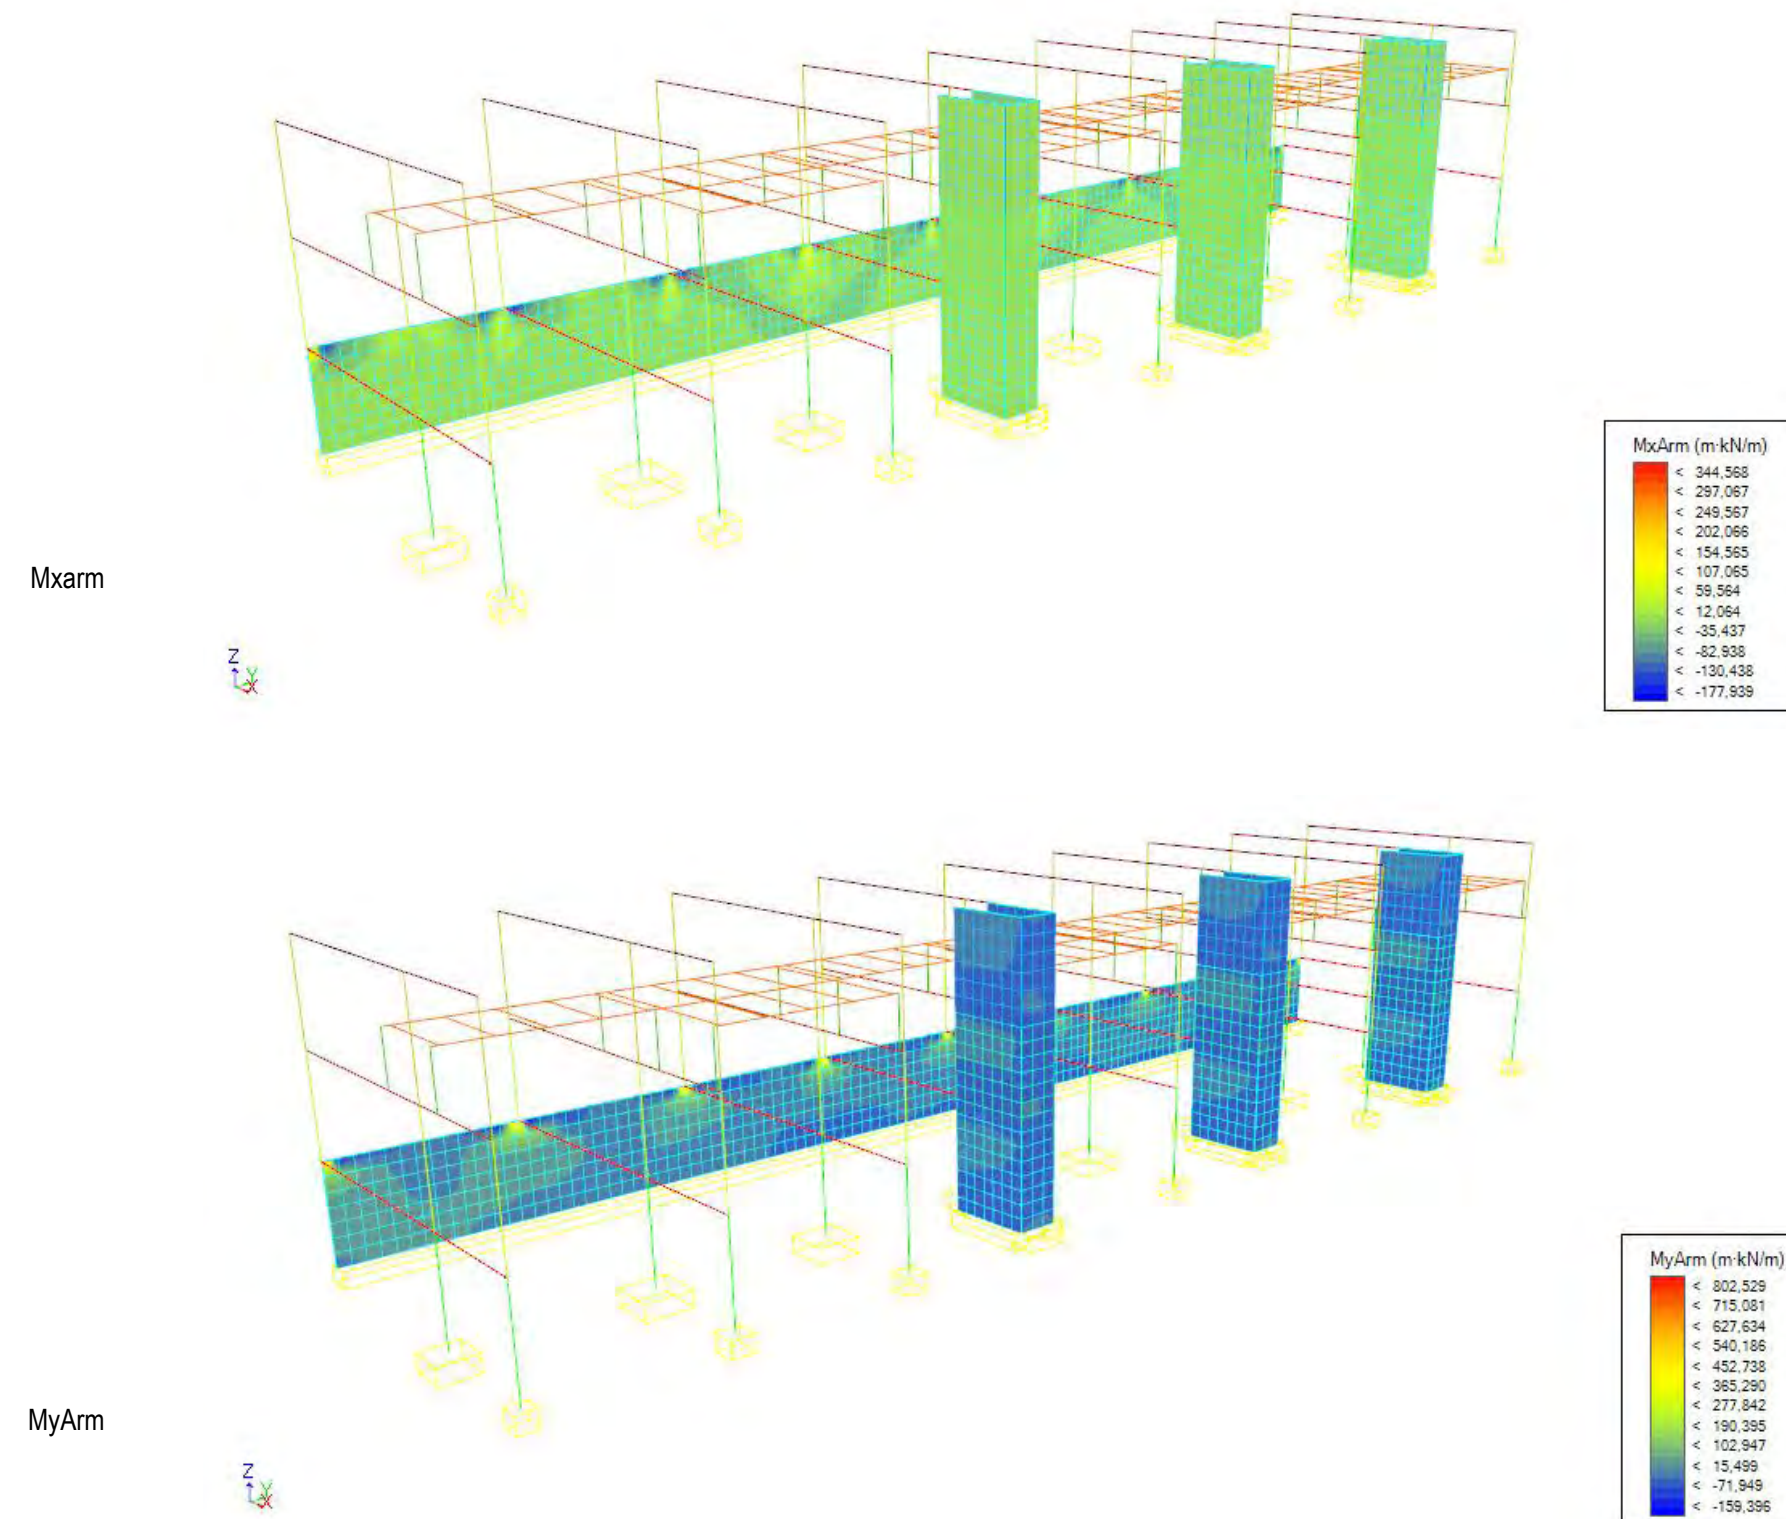 MxArm (m·kN/m)
< 344,568
< 297,067
< 249,567
< 202,066
< 154,565
< 107,065
< 59,564
< 12,064
< -35,437
< -82,938
< -130,438
< -177,939
Mxarm
Z
Y
X
MyArm (m·kN/m)
< 802,529
< 715,081
< 627,634
< 540,186
< 452,738
< 365,290
< 277,842
< 190,395
< 102,947
< 15,499
< -71,949
< -159,396
MyArm
Z
Y
X